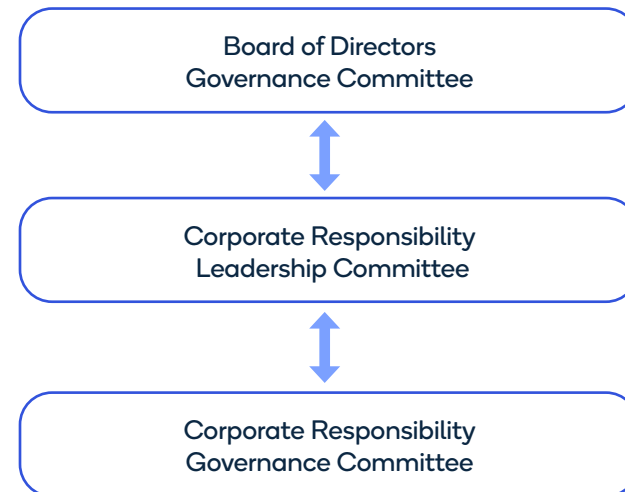 Board of Directors
Governance Committee
Corporate Responsibility
Leadership Committee
Corporate Responsibility
Governance Committee